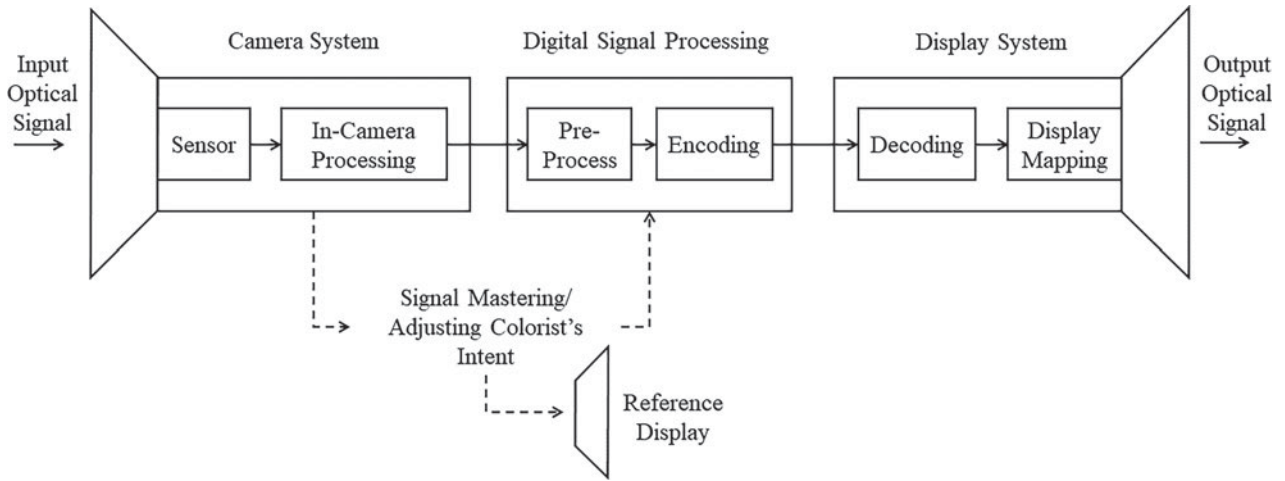 Camera System
Digital Signal Processing
Display System
Input
Optical
Signal
Sensor
In-Camera
Processing
Pre-
Process
Encoding
Decoding
Display
Mapping
Output
Optical
Signal
Signal Mastering/
Adjusting Colorist's
Intent
Reference
Display